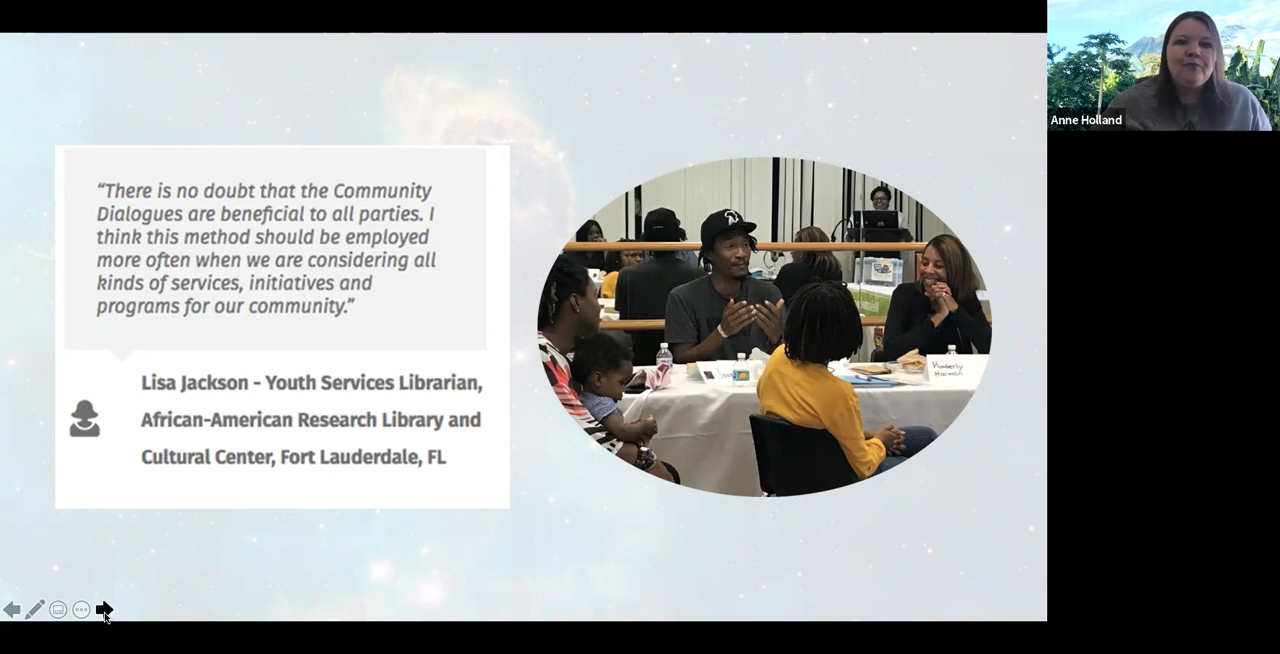 “There is no doubt that the Community
Dialogues are beneficial to all parties. I
think this method should be employed
more often when we are considering all
kinds of services, initiatives and
programs for our community.”
Lisa Jackson - Youth Services Librarian,
African-American Research Library and
Cultural Center, Fort Lauderdale, FL
Kimberly
Harmon
Anne Holland